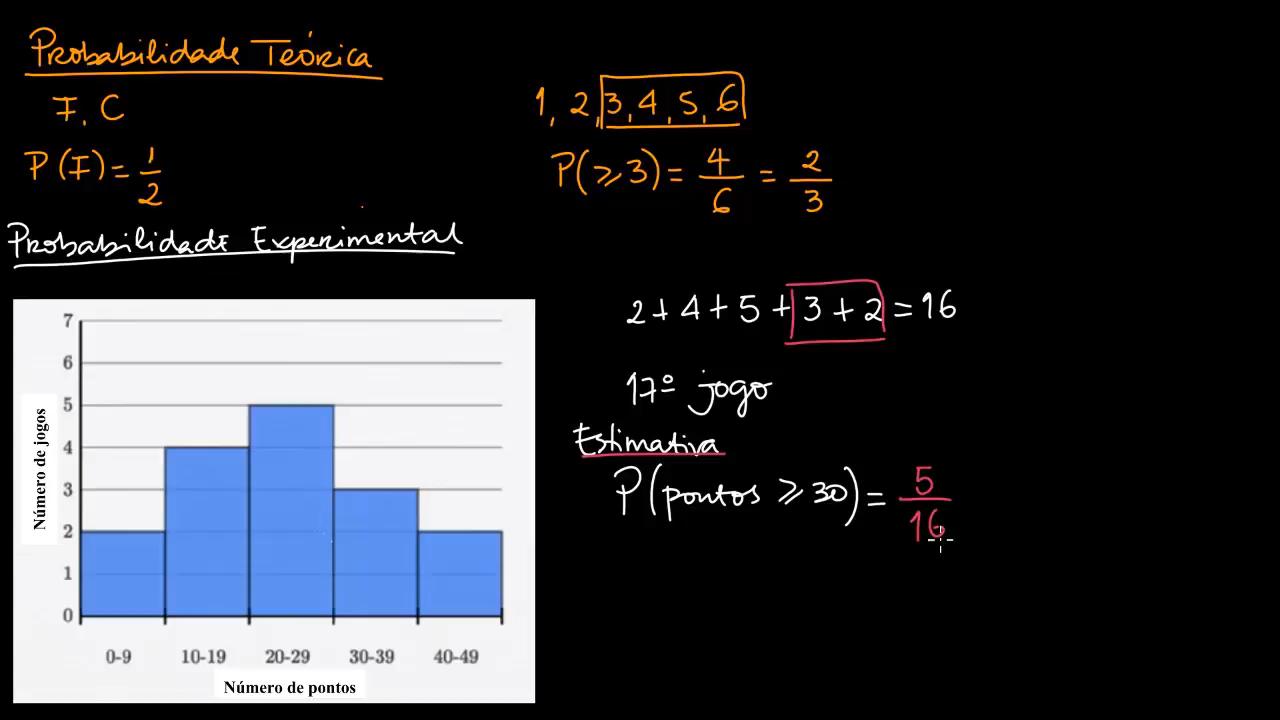 Probabilidade Teórica
F, C
P(F) = 1/2
1, 2, 3, 4, 5, 6
P(≥3) = 4/6 = 2/3
Probabilidade Experimental
7
6
5
4
3
2
1
0
Número de jogos
0-9 10-19 20-29 30-39 40-49
Número de pontos
2 + 4 + 5 + 3 + 2 = 16
17º jogo
Estimativa
P(pontos ≥ 30) = 5/16